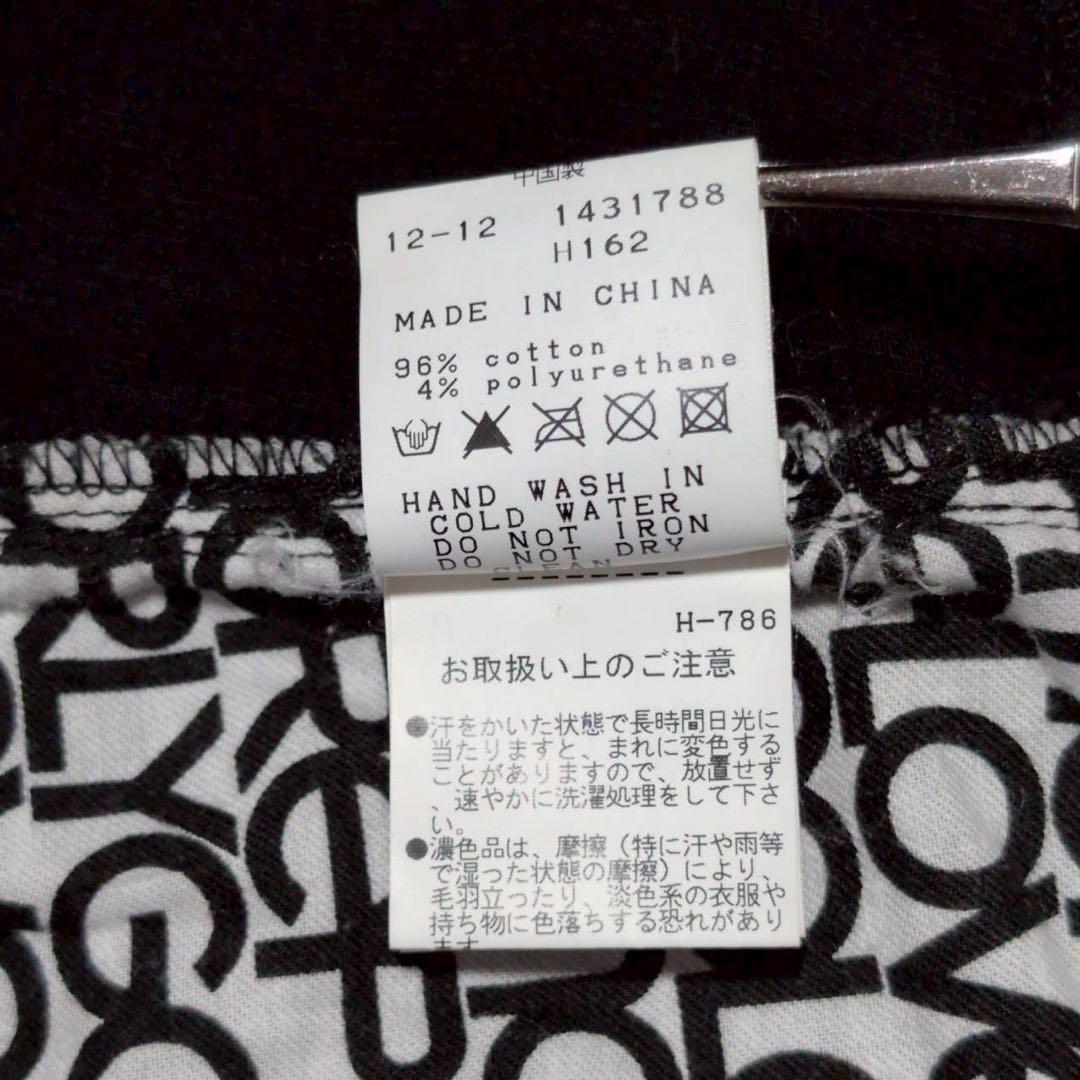 中国製
12-12 1431788
H162
MADE IN CHINA
96% cotton
4% polyurethane
HAND WASH IN
COLD WATER
DO NOT IRON
DO NOT DRY
CLEAN
H-786
お取扱い上のご注意
●汗をかいた状態で長時間日光に
当たりますと、まれに変色する
ことがありますので、放置せず
、速やかに洗濯処理をして下さ
い。
●濃色品は、摩擦（特に汗や雨等
で湿った状態の摩擦）により、
毛羽立ったり、淡色系の衣服や
持ち物に色落ちする恐れがあり
ます